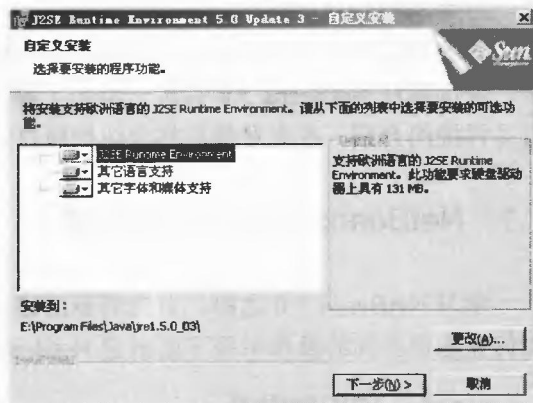 J2SE Runtime Environment 5.0 Update 3 - 自定义安装
自定义安装
选择要安装的程序功能。
Sun
将安装支持欧洲语言的 J2SE Runtime Environment。请从下面的列表中选择要安装的可选功
能。
J2SE Runtime Environment
其它语言支持
其它字体和媒体支持
功能说明
支持欧洲语言的 J2SE Runtime
Environment。此功能要求硬盘驱动
器上具有 131 MB。
安装到：
E:\Program Files\Java\jre1.5.0_03\
更改(A)...
InstallShield
下一步(N) >
取消